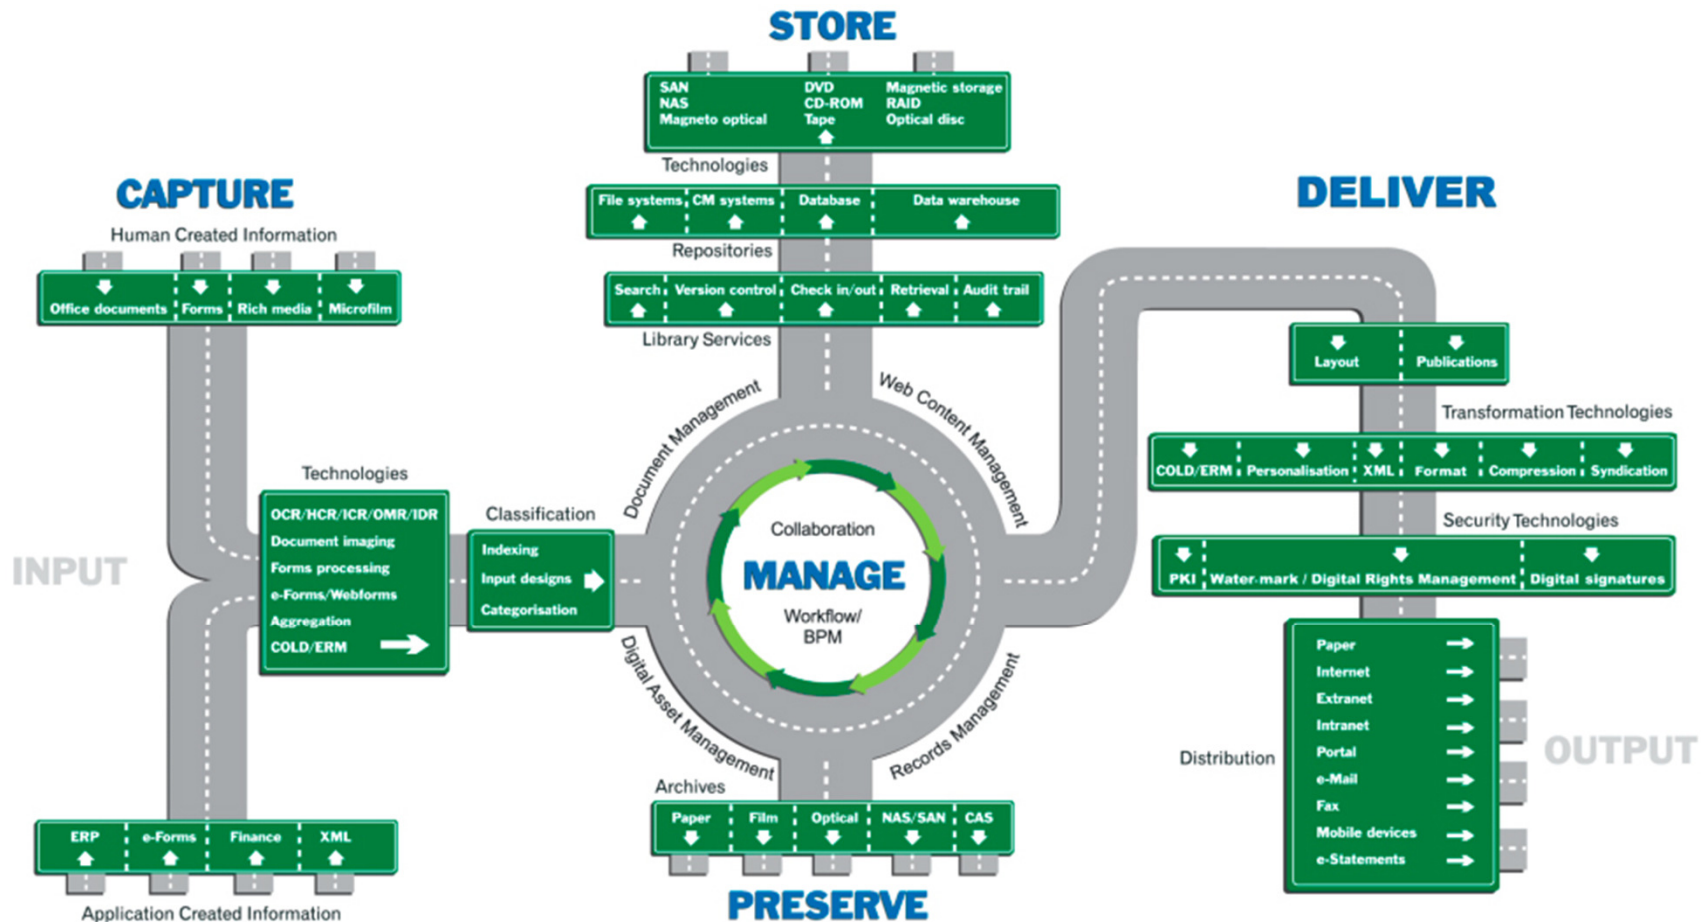 STORE
SAN
NAS
Magneto optical
DVD
CD-ROM
Tape
Magnetic storage
RAID
Optical disc
Technologies
File systems
CM systems
Database
Data warehouse
Repositories
Search
Version control
Check in/out
Retrieval
Audit trail
Library Services
CAPTURE
Human Created Information
Office documents
Forms
Rich media
Microfilm
INPUT
Technologies
OCR/HCR/ICR/OMR/IDR
Document imaging
Forms processing
e-Forms/Webforms
Aggregation
COLD/ERM
Classification
Indexing
Input designs
Categorisation
ERP
e-Forms
Finance
XML
Application Created Information
Document Management
Web Content Management
Collaboration
MANAGE
Workflow/
BPM
Digital Asset Management
Records Management
Archives
Paper
Film
Optical
NAS/SAN
CAS
PRESERVE
DELIVER
Layout
Publications
Transformation Technologies
COLD/ERM
Personalisation
XML
Format
Compression
Syndication
Security Technologies
PKI
Water-mark / Digital Rights Management
Digital signatures
Distribution
Paper
Internet
Extranet
Intranet
Portal
e-Mail
Fax
Mobile devices
e-Statements
OUTPUT